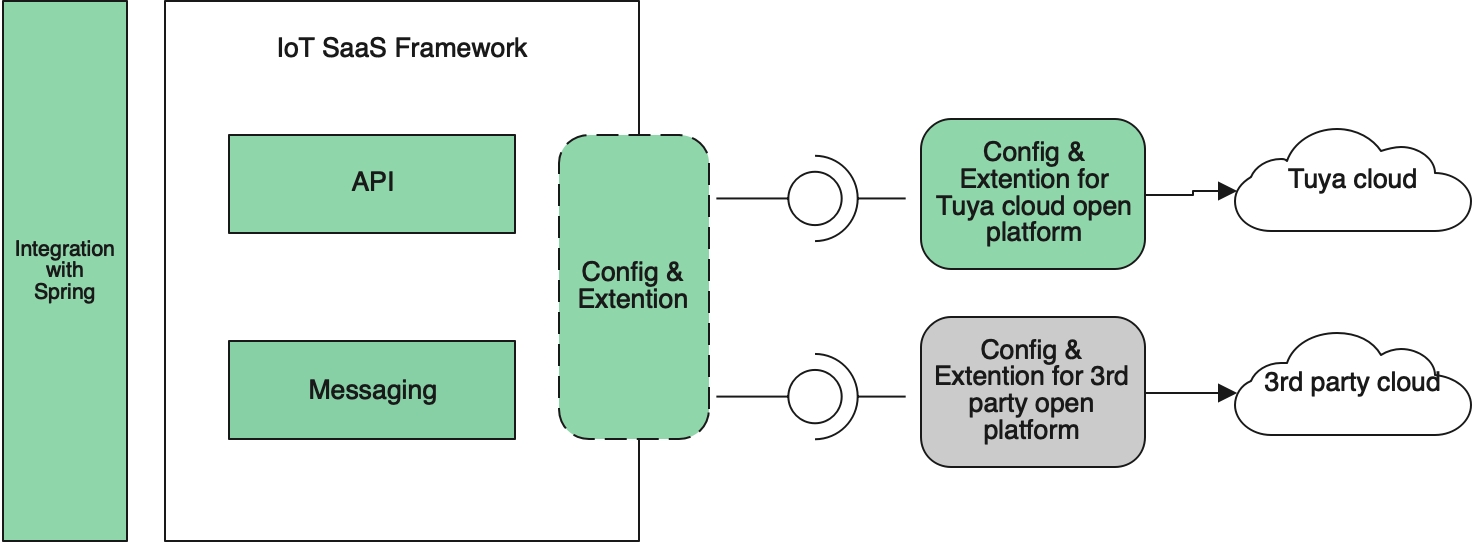 IoT SaaS Framework
Integration
with
Spring
API
Messaging
Config &
Extention
Config &
Extention for
Tuya cloud open
platform
Tuya cloud
Config &
Extention for 3rd
party open
platform
3rd party cloud